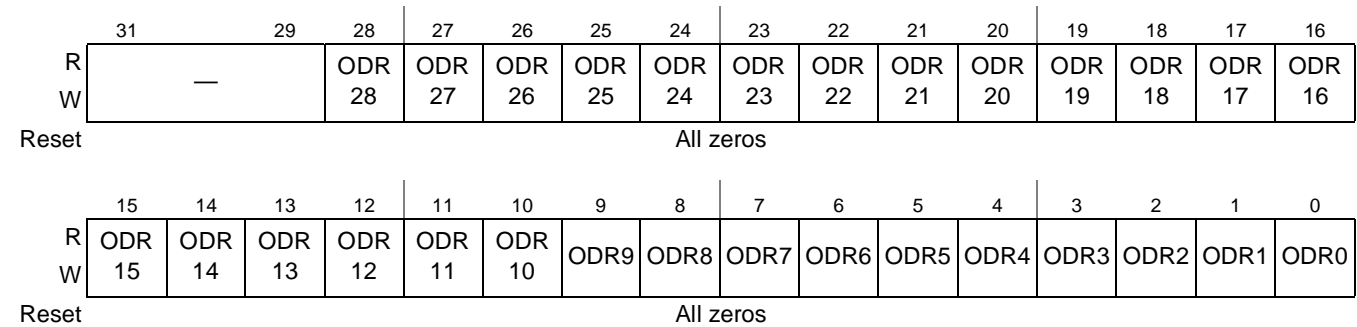 31 29 28 27 26 25 24 23 22 21 20 19 18 17 16
R — ODR ODR ODR ODR ODR ODR ODR ODR ODR ODR ODR ODR ODR
W 28 27 26 25 24 23 22 21 20 19 18 17 16
Reset All zeros
15 14 13 12 11 10 9 8 7 6 5 4 3 2 1 0
R ODR ODR ODR ODR ODR ODR ODR9 ODR8 ODR7 ODR6 ODR5 ODR4 ODR3 ODR2 ODR1 ODR0
W 15 14 13 12 11 10
Reset All zeros